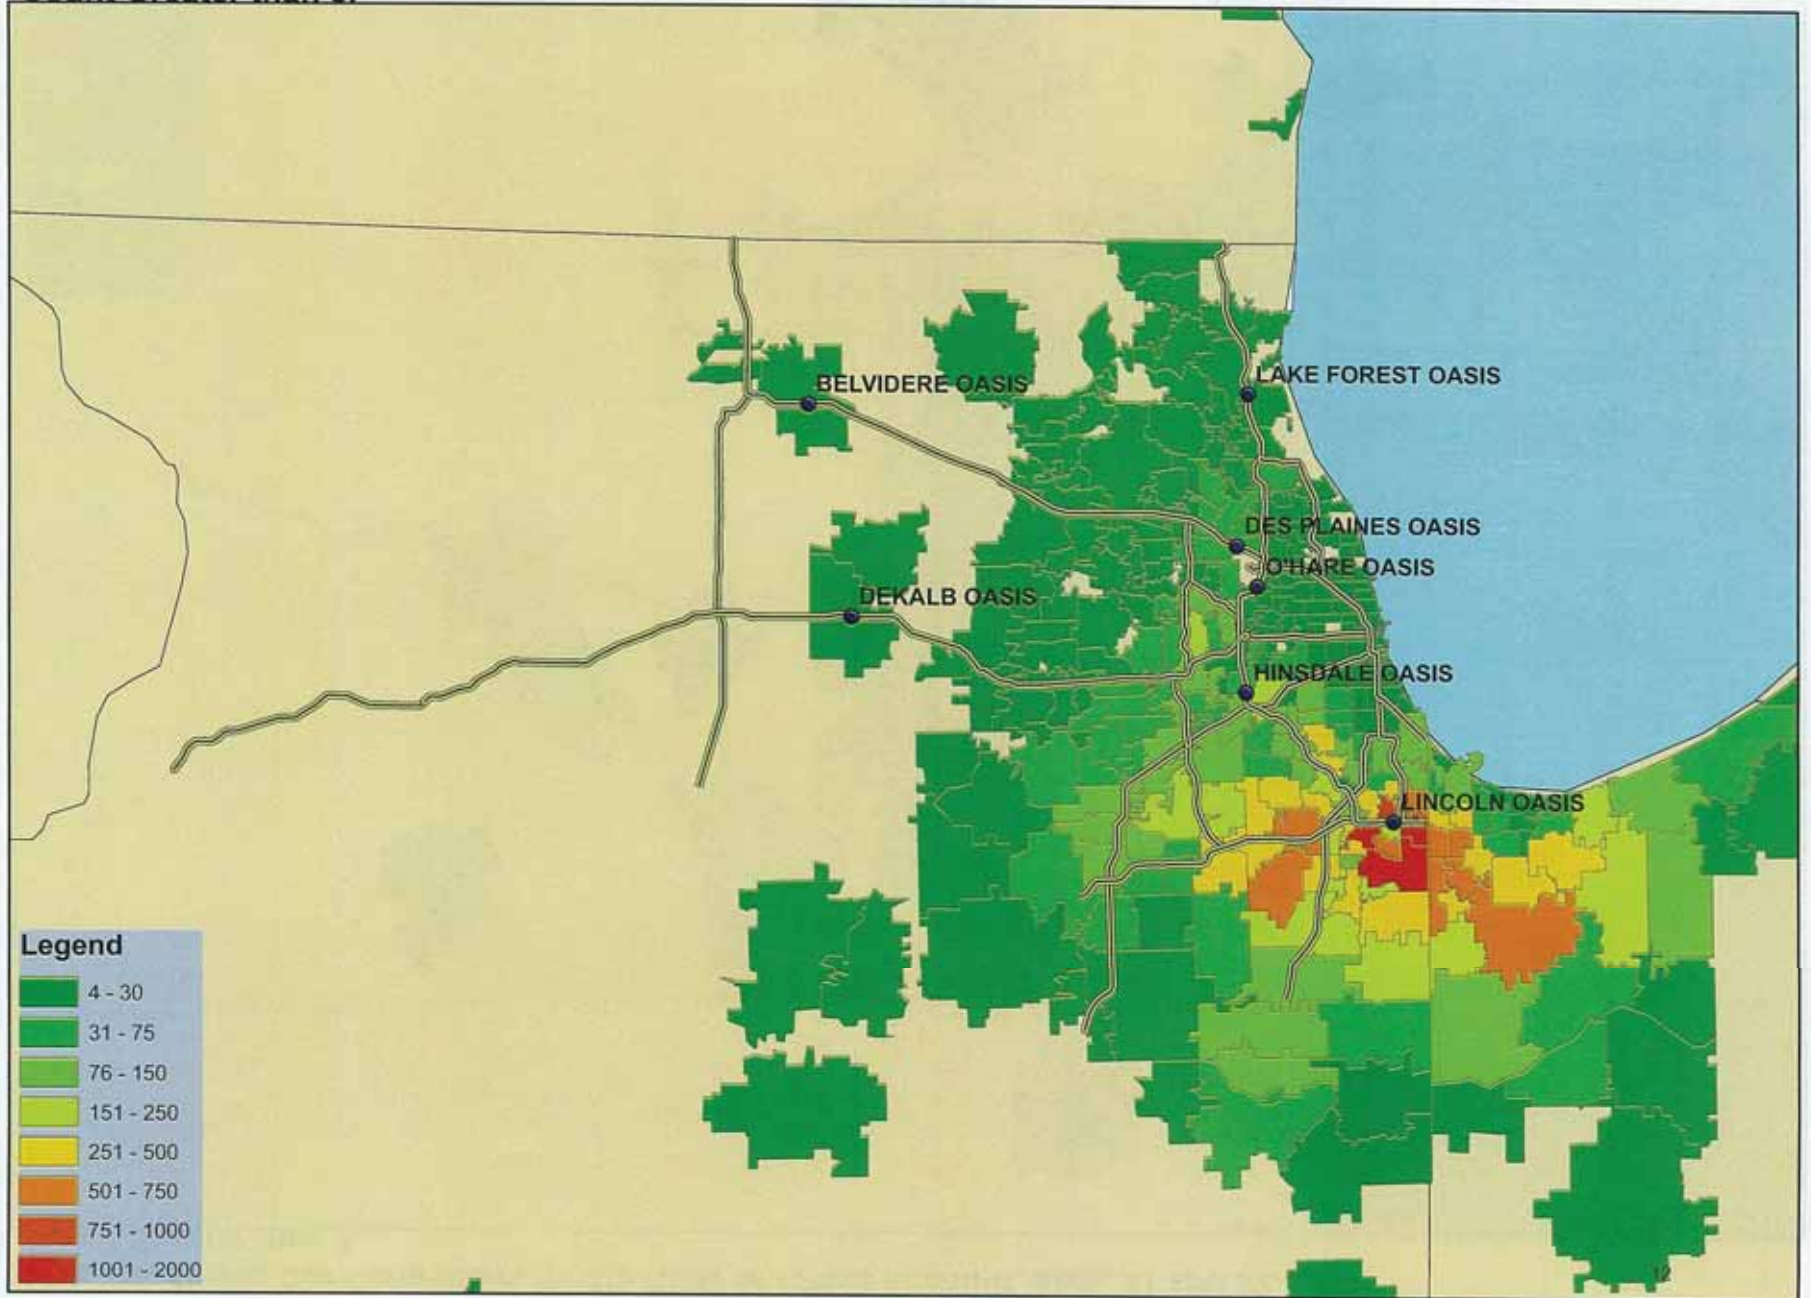 BELVIDERE OASIS
LAKE FOREST OASIS
DES PLAINES OASIS
O'HARE OASIS
DEKALB OASIS
HINSDALE OASIS
LINCOLN OASIS
Legend
4 - 30
31 - 75
76 - 150
151 - 250
251 - 500
501 - 750
751 - 1000
1001 - 2000
12